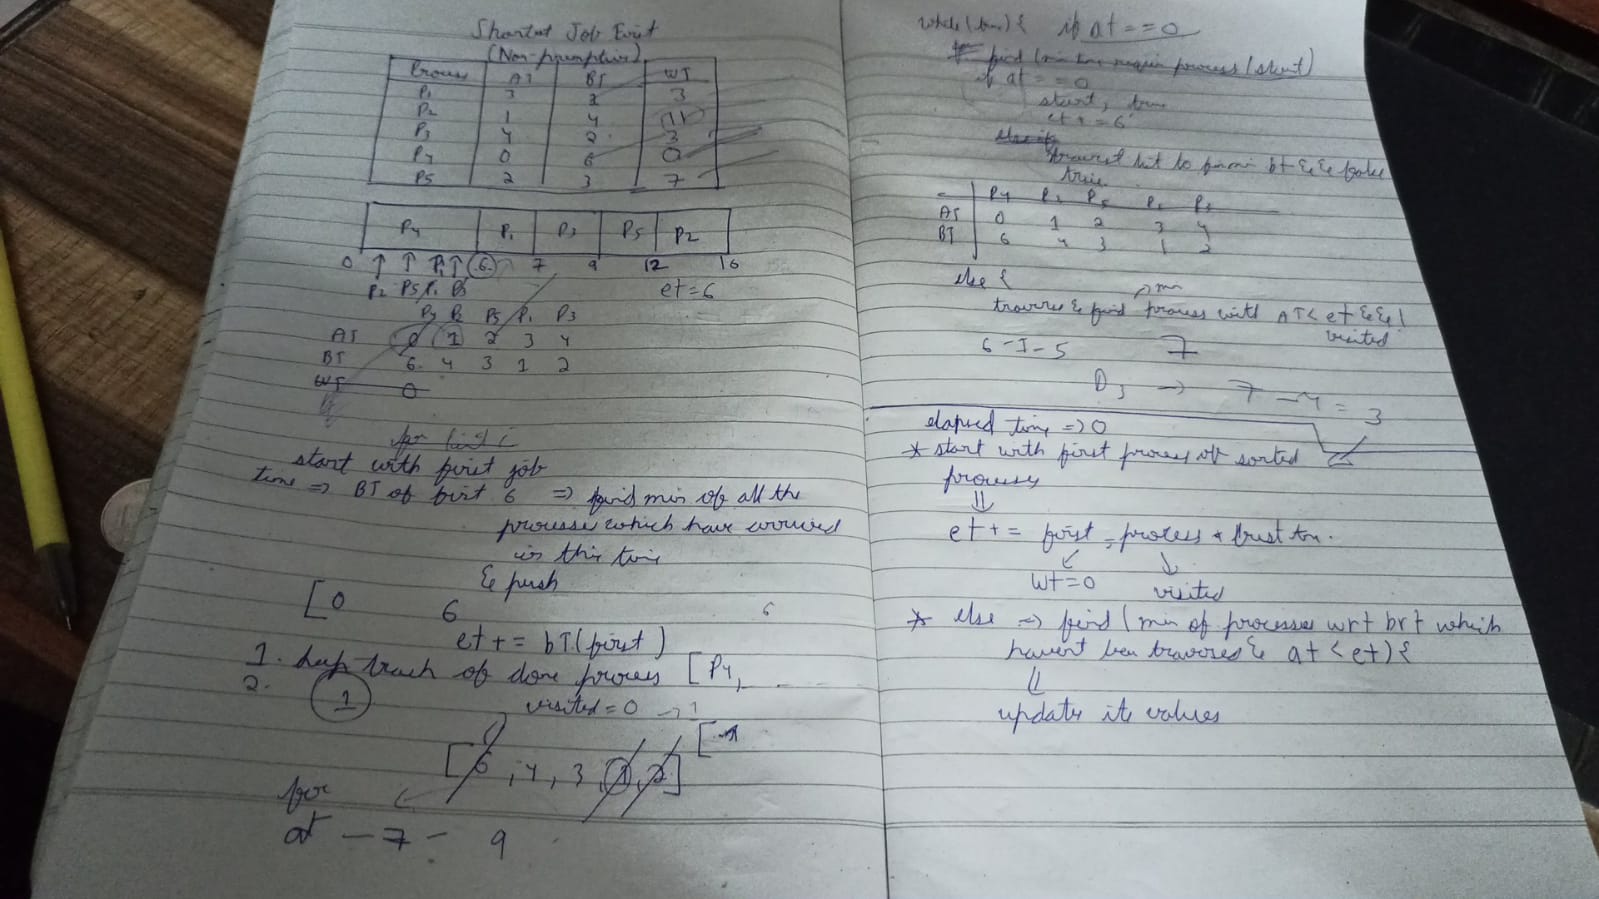 Shortest Job First
(Non-premptive)
Process AT BT WT
P1 3 1 3
P2 1 4 11
P3 4 2 3
P4 0 6 0
P5 2 3 7
P4 P1 P3 P5 P2
0 6 7 9 12 16
P2 P5 P1 P3 et=6
P2 P5 P1 P3
AT 0 1 2 3 4
BT 6 4 3 1 2
WT 0
for
start with first job
time => BT of first 6 => find min of all the
processes which have arrived
in this time
& push
[0 6 6
et += bT.(first)
1. keep track of done process [P4,
2. 1
visited = 0 -> 1
[6, 4, 3, 1, 2]
for
at - 7 - 9
while( ) { if at == 0
find (min process (start)
if at == 0
start, time
et += 6
else if
traverse list to bt && false
true
P4 P2 P5 P1 P3
AT 0 1 2 3 4
BT 6 4 3 1 2
else {
min
traverse & find process with AT < et && !
visited
6 - 1 - 5 7
P3 -> 7 - 4 = 3
elapsed time => 0
* start with first process of sorted
process
⇓
et += first process * burst tm.
wt=0 visited
* else => find (min of processes wrt brt which
havent been traversed & at < et) {
⇓
update its values